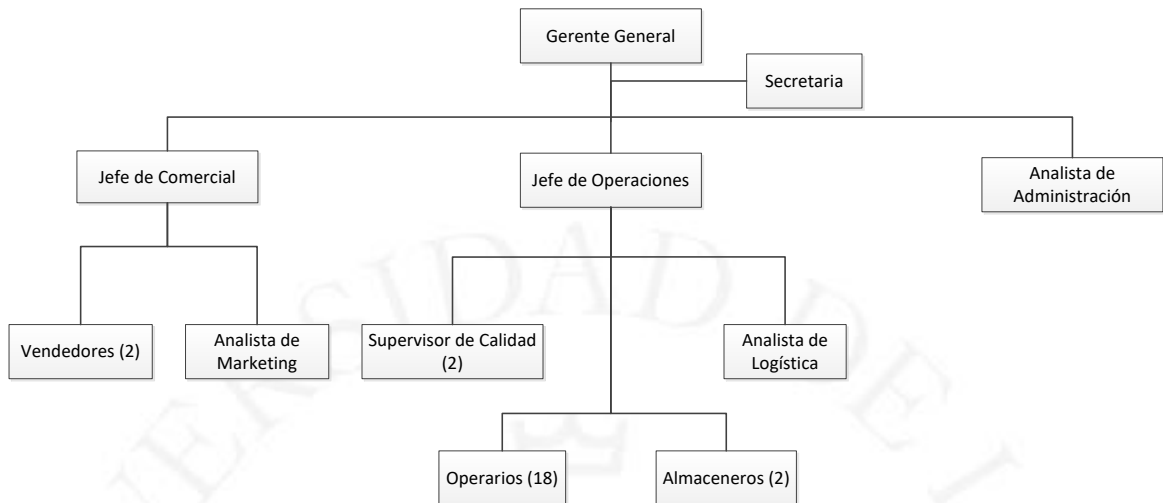 Gerente General
Secretaria
Jefe de Comercial
Jefe de Operaciones
Analista de
Administración
Vendedores (2)
Analista de
Marketing
Supervisor de Calidad
(2)
Analista de
Logística
Operarios (18)
Almaceneros (2)